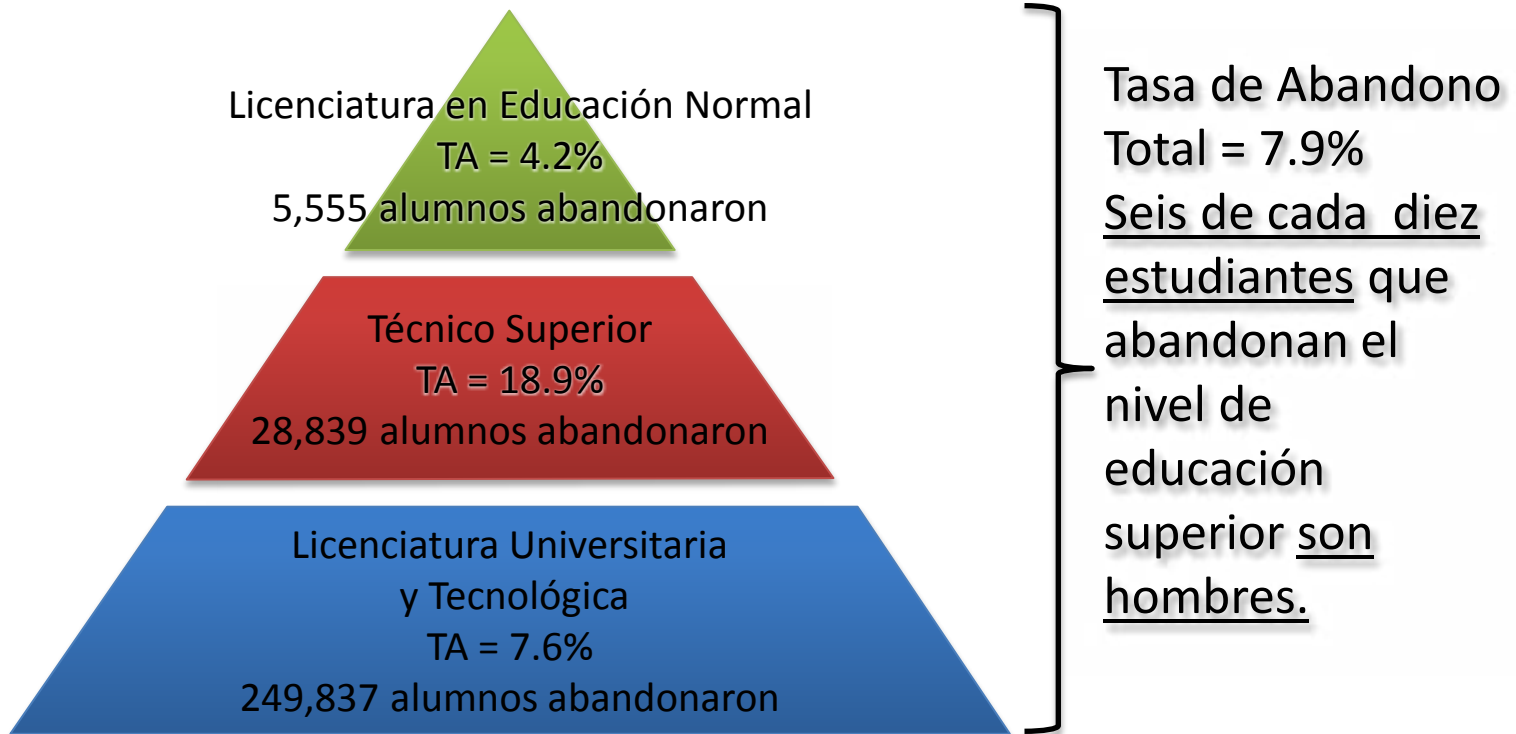 Licenciatura en Educación Normal
TA = 4.2%
5,555 alumnos abandonaron
Técnico Superior
TA = 18.9%
28,839 alumnos abandonaron
Licenciatura Universitaria
y Tecnológica
TA = 7.6%
249,837 alumnos abandonaron
Tasa de Abandono
Total = 7.9%
Seis de cada diez
estudiantes que
abandonan el
nivel de
educación
superior son
hombres.